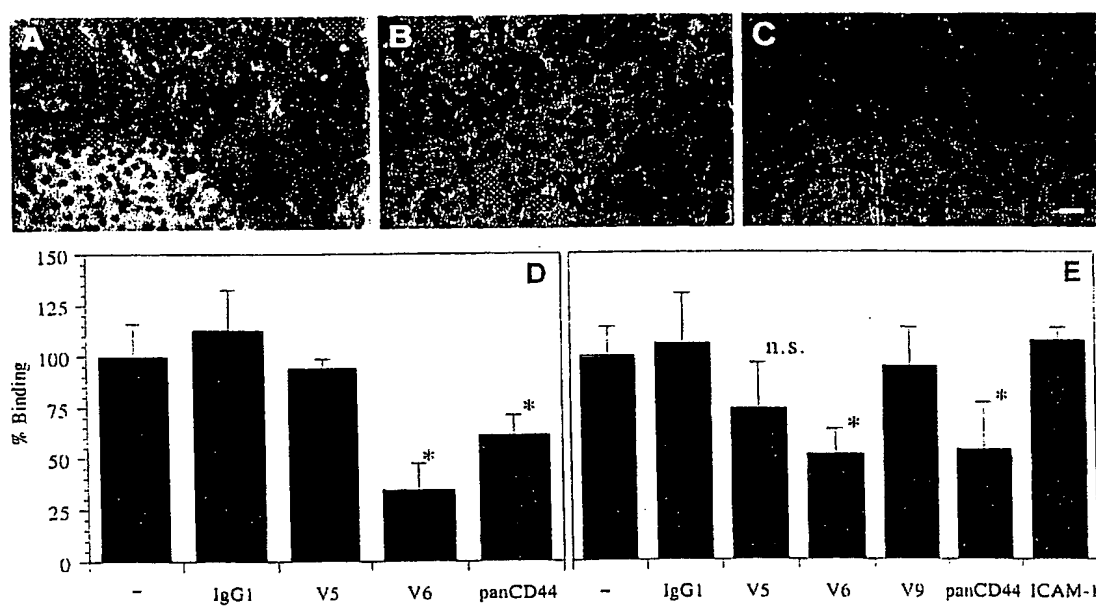 A
B
C
150
125
100
75
50
25
0
% Binding
D
*
*
- IgG1 V5 V6 panCD44
E
n.s.
*
*
IgG1 V5 V6 V9 panCD44 ICAM-1
-